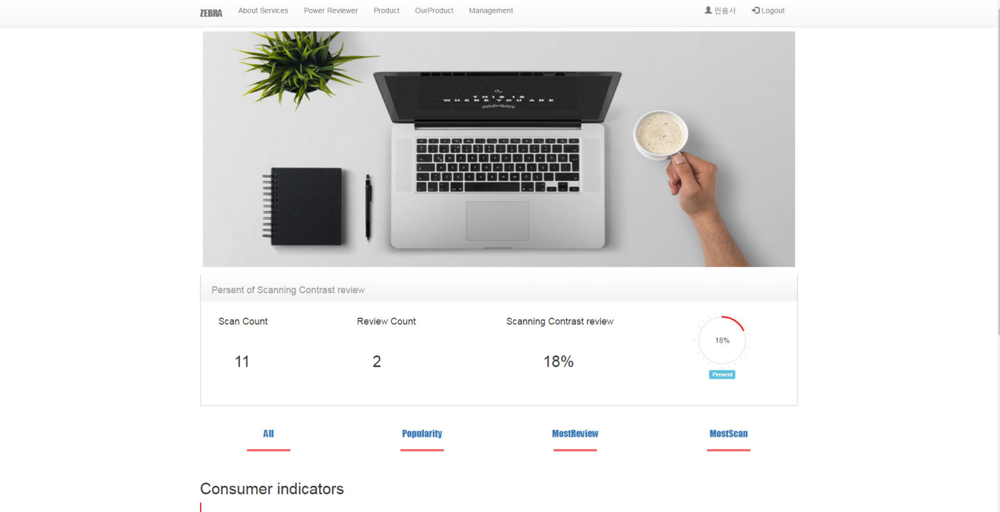 ZEBRA About Services Power Reviewer Product OurProduct Management 민음사 Logout
THIS IS
WHERE YOU ARE
Persent of Scanning Contrast review
Scan Count Review Count Scanning Contrast review
18%
11 2 18%
Persent
All Popularity MostReview MostScan
Consumer indicators